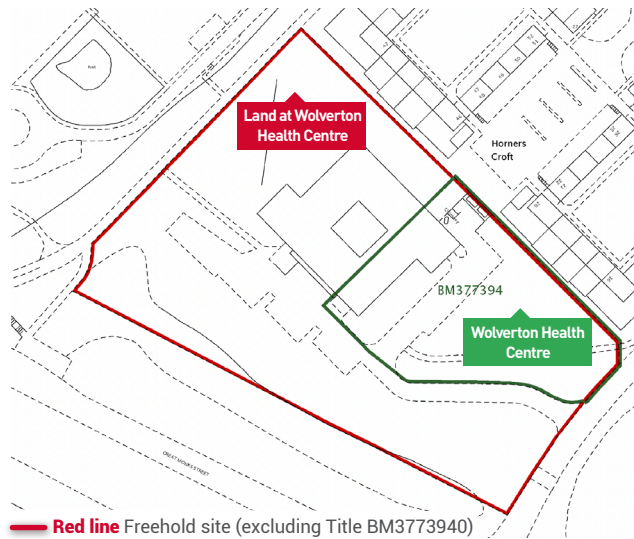 Pond
Land at Wolverton
Health Centre
Horners
Croft
BM377394
Wolverton Health
Centre
GREAT MONKS STREET
Red line Freehold site (excluding Title BM3773940)